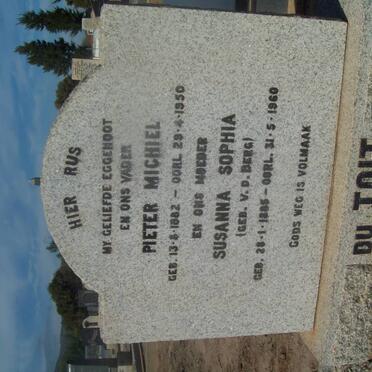 HIER RUS
MY GELIEFDE EGGENOOT
EN ONS VADER
PIETER MICHIEL
GEB. 13-8-1882 – OORL. 29-4-1950
EN ONS MOEDER
SUSANNA SOPHIA
(GEB. V.D. BERG)
GEB. 28-1-1885 – OORL. 31-5-1960
GODS WEG IS VOLMAAK
DU TOIT